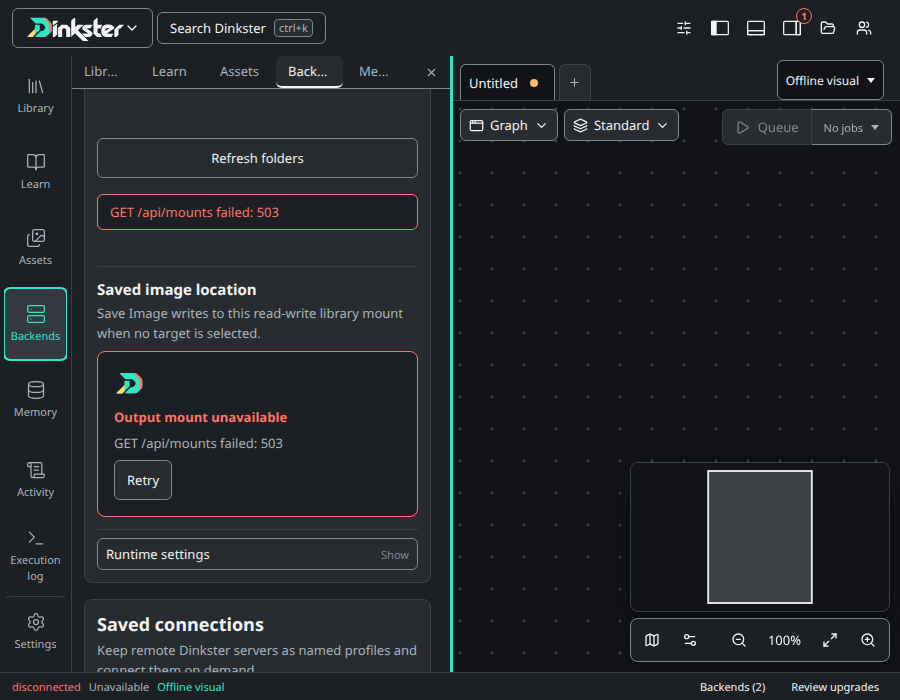 Dinkster
Search Dinkster ctrl+k
1
Libr... Learn Assets Back... Me...
Untitled
Offline visual
Library
Learn
Assets
Backends
Memory
Activity
Execution
log
Settings
Refresh folders
GET /api/mounts failed: 503
Saved image location
Save Image writes to this read-write library mount
when no target is selected.
Output mount unavailable
GET /api/mounts failed: 503
Retry
Runtime settings Show
Saved connections
Keep remote Dinkster servers as named profiles and
connect them on demand.
Graph Standard Queue No jobs
100%
disconnected Unavailable Offline visual Backends (2) Review upgrades